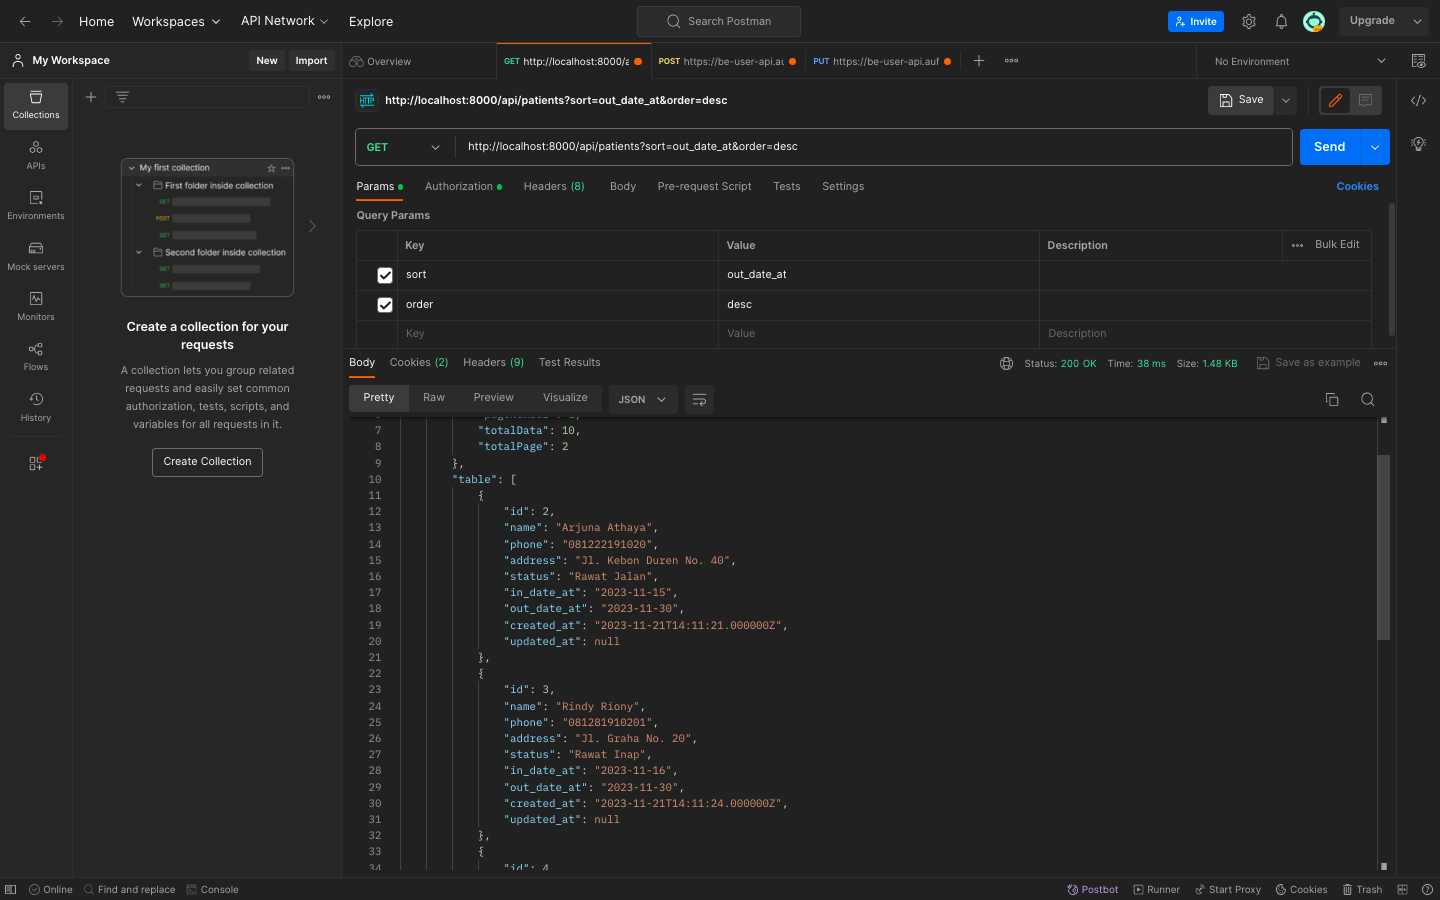 Home
Workspaces
API Network
Explore
Search Postman
Invite
Upgrade
My Workspace
New
Import
Overview
GET http://localhost:8000/a
POST https://be-user-api.au
PUT https://be-user-api.auf
No Environment
Collections
APIs
Environments
Mock servers
Monitors
Flows
History
My first collection
First folder inside collection
GET
POST
GET
Second folder inside collection
GET
GET
Create a collection for your
requests
A collection lets you group related
requests and easily set common
authorization, tests, scripts, and
variables for all requests in it.
Create Collection
HTTP
http://localhost:8000/api/patients?sort=out_date_at&order=desc
Save
GET
http://localhost:8000/api/patients?sort=out_date_at&order=desc
Send
Params
Authorization
Headers (8)
Body
Pre-request Script
Tests
Settings
Cookies
Query Params
Key
Value
Description
Bulk Edit
sort
out_date_at
order
desc
Key
Value
Description
Body
Cookies (2)
Headers (9)
Test Results
Status: 200 OK
Time: 38 ms
Size: 1.48 KB
Save as example
Pretty
Raw
Preview
Visualize
JSON
7 "totalData": 10,
8 "totalPage": 2
9 },
10 "table": [
11 {
12 "id": 2,
13 "name": "Arjuna Athaya",
14 "phone": "081222191020",
15 "address": "Jl. Kebon Duren No. 40",
16 "status": "Rawat Jalan",
17 "in_date_at": "2023-11-15",
18 "out_date_at": "2023-11-30",
19 "created_at": "2023-11-21T14:11:21.000000Z",
20 "updated_at": null
21 },
22 {
23 "id": 3,
24 "name": "Rindy Riony",
25 "phone": "081281910201",
26 "address": "Jl. Graha No. 20",
27 "status": "Rawat Inap",
28 "in_date_at": "2023-11-16",
29 "out_date_at": "2023-11-30",
30 "created_at": "2023-11-21T14:11:24.000000Z",
31 "updated_at": null
32 },
33 {
34 "id": 4
Online
Find and replace
Console
Postbot
Runner
Start Proxy
Cookies
Trash